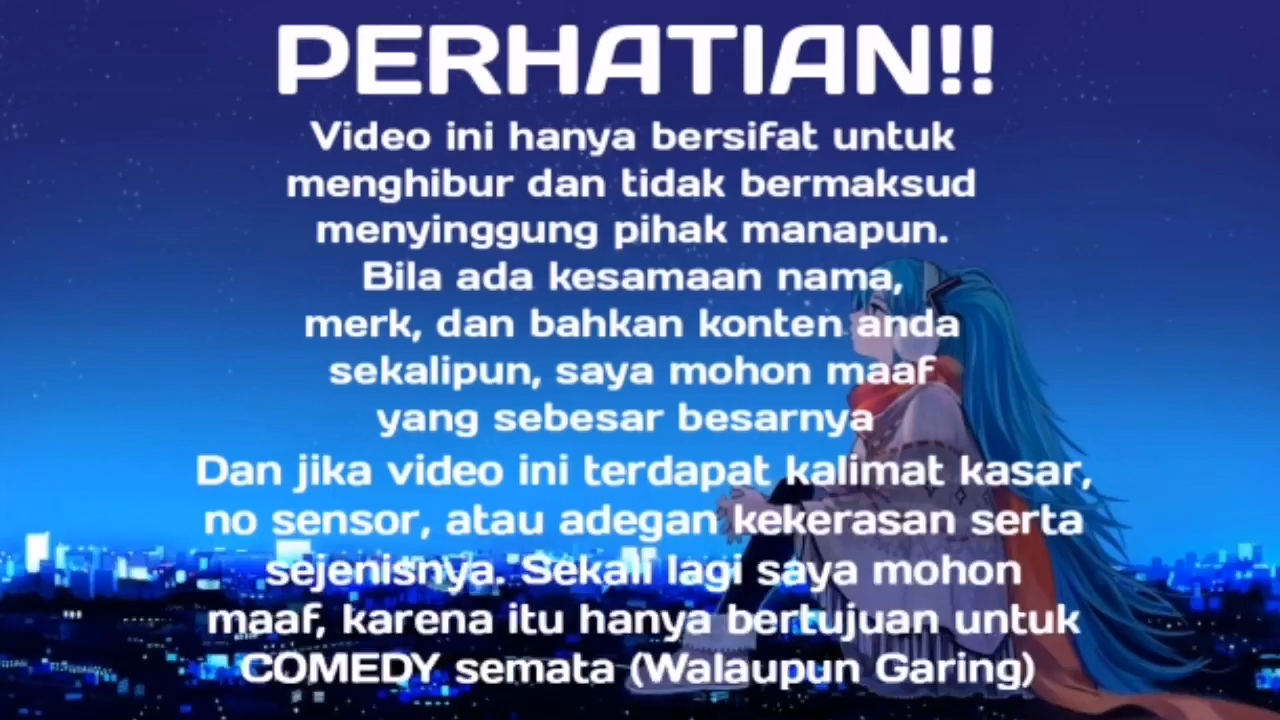 PERHATIAN!!
Video ini hanya bersifat untuk
menghibur dan tidak bermaksud
menyinggung pihak manapun.
Bila ada kesamaan nama,
merk, dan bahkan konten anda
sekalipun, saya mohon maaf
yang sebesar besarnya
Dan jika video ini terdapat kalimat kasar,
no sensor, atau adegan kekerasan serta
sejenisnya. Sekali lagi saya mohon
maaf, karena itu hanya bertujuan untuk
COMEDY semata (Walaupun Garing)